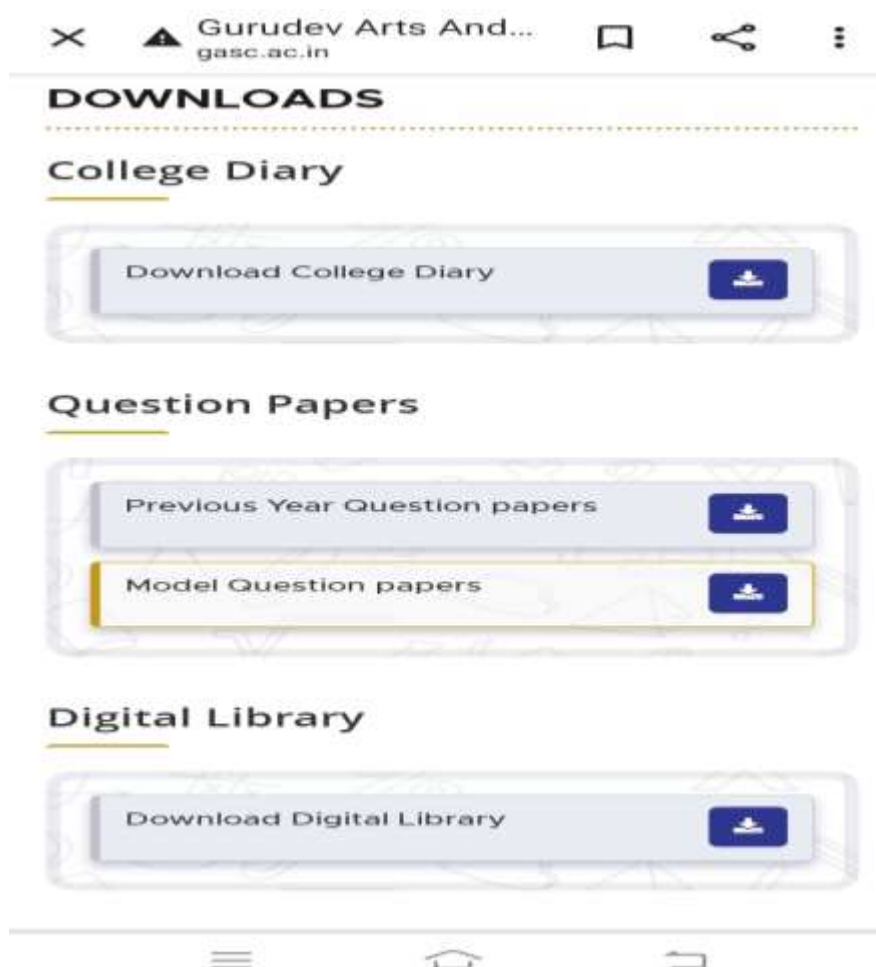 Gurudev Arts And...
gasc.ac.in
DOWNLOADS
College Diary
Download College Diary
Question Papers
Previous Year Question papers
Model Question papers
Digital Library
Download Digital Library